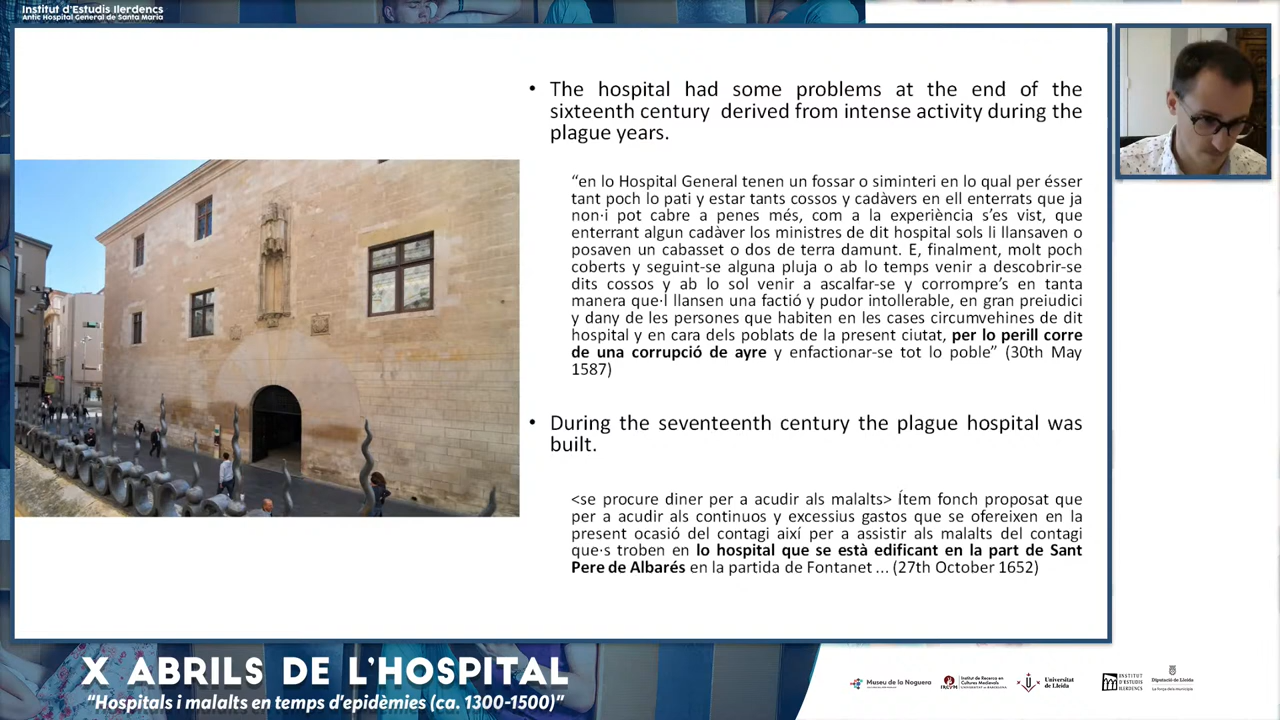 Institut d'Estudis Ilerdencs
Antic Hospital General de Santa Maria
• The hospital had some problems at the end of the
sixteenth century derived from intense activity during the
plague years.
“en lo Hospital General tenen un fossar o siminteri en lo qual per ésser
tant poch lo pati y estar tants cossos y cadàvers en ell enterrats que ja
non·i pot cabre a penes més, com a la experiència s’es vist, que
enterrant algun cadàver los ministres de dit hospital sols li llansaven o
posaven un cabasset o dos de terra damunt. E, finalment, molt poch
coberts y seguint-se alguna pluja o ab lo temps venir a descobrir-se
dits cossos y ab lo sol venir a ascalfar-se y corrompre’s en tanta
manera que·l llansen una factió y pudor intollerable, en gran preiudici
y dany de les persones que habiten en les cases circumvehines de dit
hospital y en cara dels poblats de la present ciutat, per lo perill corre
de una corrupció de ayre y enfactionar-se tot lo poble” (30th May
1587)
• During the seventeenth century the plague hospital was
built.
<se procure diner per a acudir als malalts> Ítem fonch proposat que
per a acudir als continuos y excessius gastos que se ofereixen en la
present ocasió del contagi així per a assistir als malalts del contagi
que·s troben en lo hospital que se està edificant en la part de Sant
Pere de Albarés en la partida de Fontanet ... (27th October 1652)
X ABRILS DE L'HOSPITAL
“Hospitals i malalts en temps d'epidèmies (ca. 1300-1500)”
Museu de la Noguera
IRCVM
Institut de Recerca en
Cultures Medievals
UNIVERSITAT DE BARCELONA
Universitat
de Lleida
INSTITUT
D'ESTUDIS
ILERDENCS
Diputació de Lleida